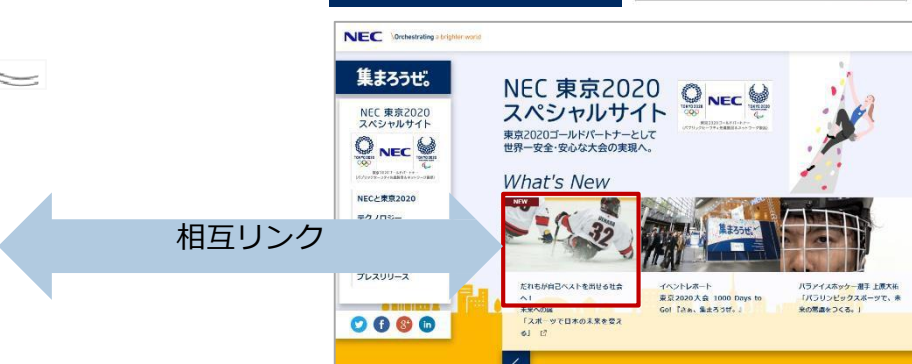 NEC \Orchestrating a brighter world
集まろうぜ。
NEC 東京2020
スペシャルサイト
NEC
NECと東京2020
テクノロジー
プレスリリース
相互リンク
NEC 東京2020
スペシャルサイト
東京2020ゴールドパートナーとして
世界一安全・安心な大会の実現へ。
NEC
What's New
NEW
32
だれもが自己ベストを出せる社会
へ!
「スポーツで日本の未来を変え
る」
集まろうぜ。
イベントレポート
東京2020大会 1000 Days to
Go!「さぁ、集まろうぜ。」
パラアイスホッケー選手 上原大祐
「パラリンピックスポーツで、未
来の常識をつくる。」